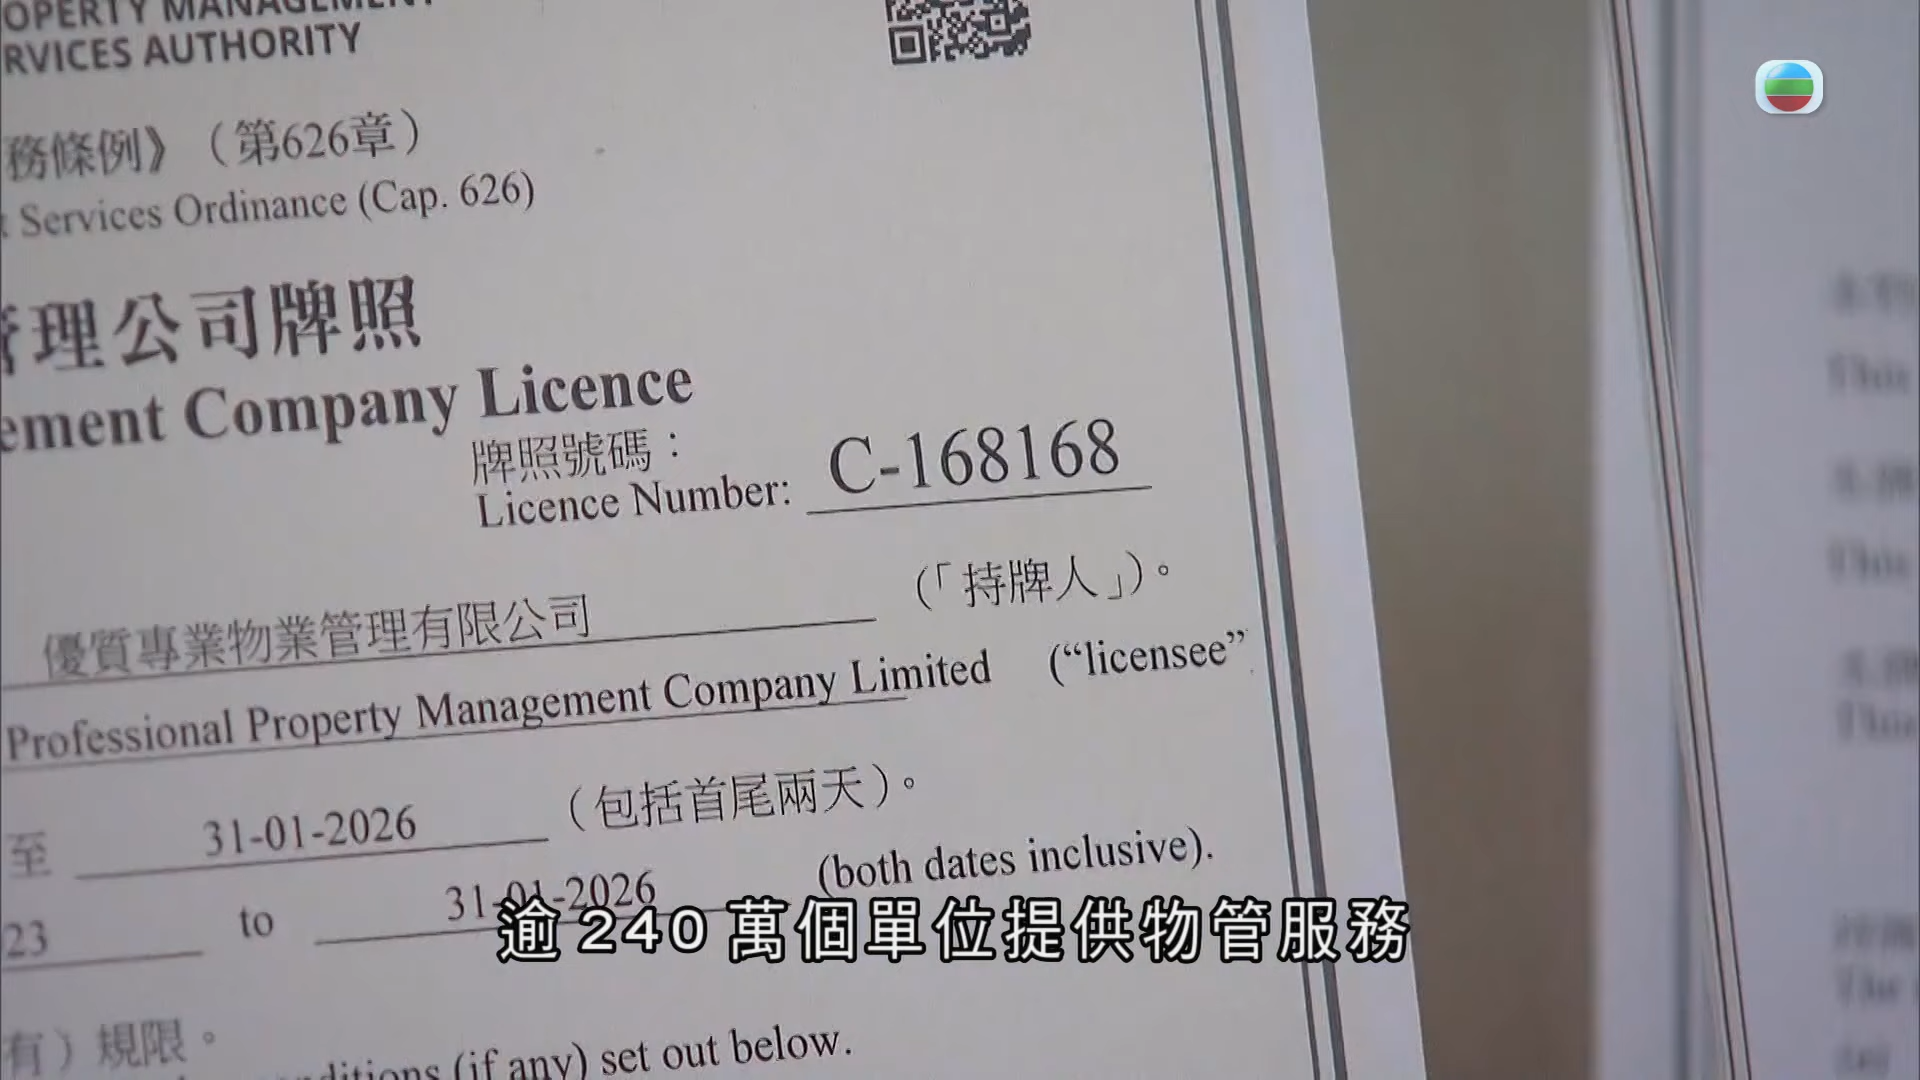 OPERTY MANAGEMENT
RVICES AUTHORITY
務條例》（第626章）
Services Ordinance (Cap. 626)
管理公司牌照
ement Company Licence
牌照號碼：
Licence Number: C-168168
優質專業物業管理有限公司 （「持牌人」）。
Professional Property Management Company Limited (“licensee”
至 31-01-2026 （包括首尾兩天）。
23 to 31-01-2026 (both dates inclusive).
逾240萬個單位提供物管服務
有）規限。
ditions (if any) set out below.